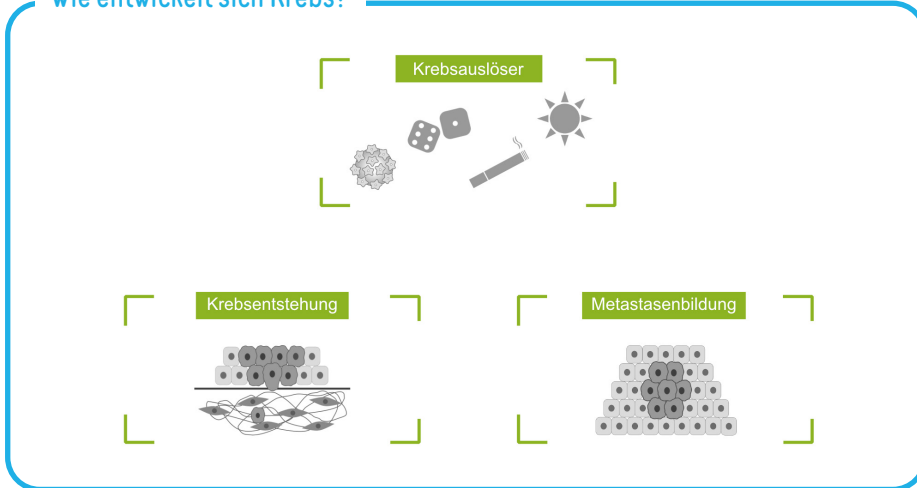 Wie entwickelt sich Krebs?
Krebsauslöser
Krebsentstehung
Metastasenbildung